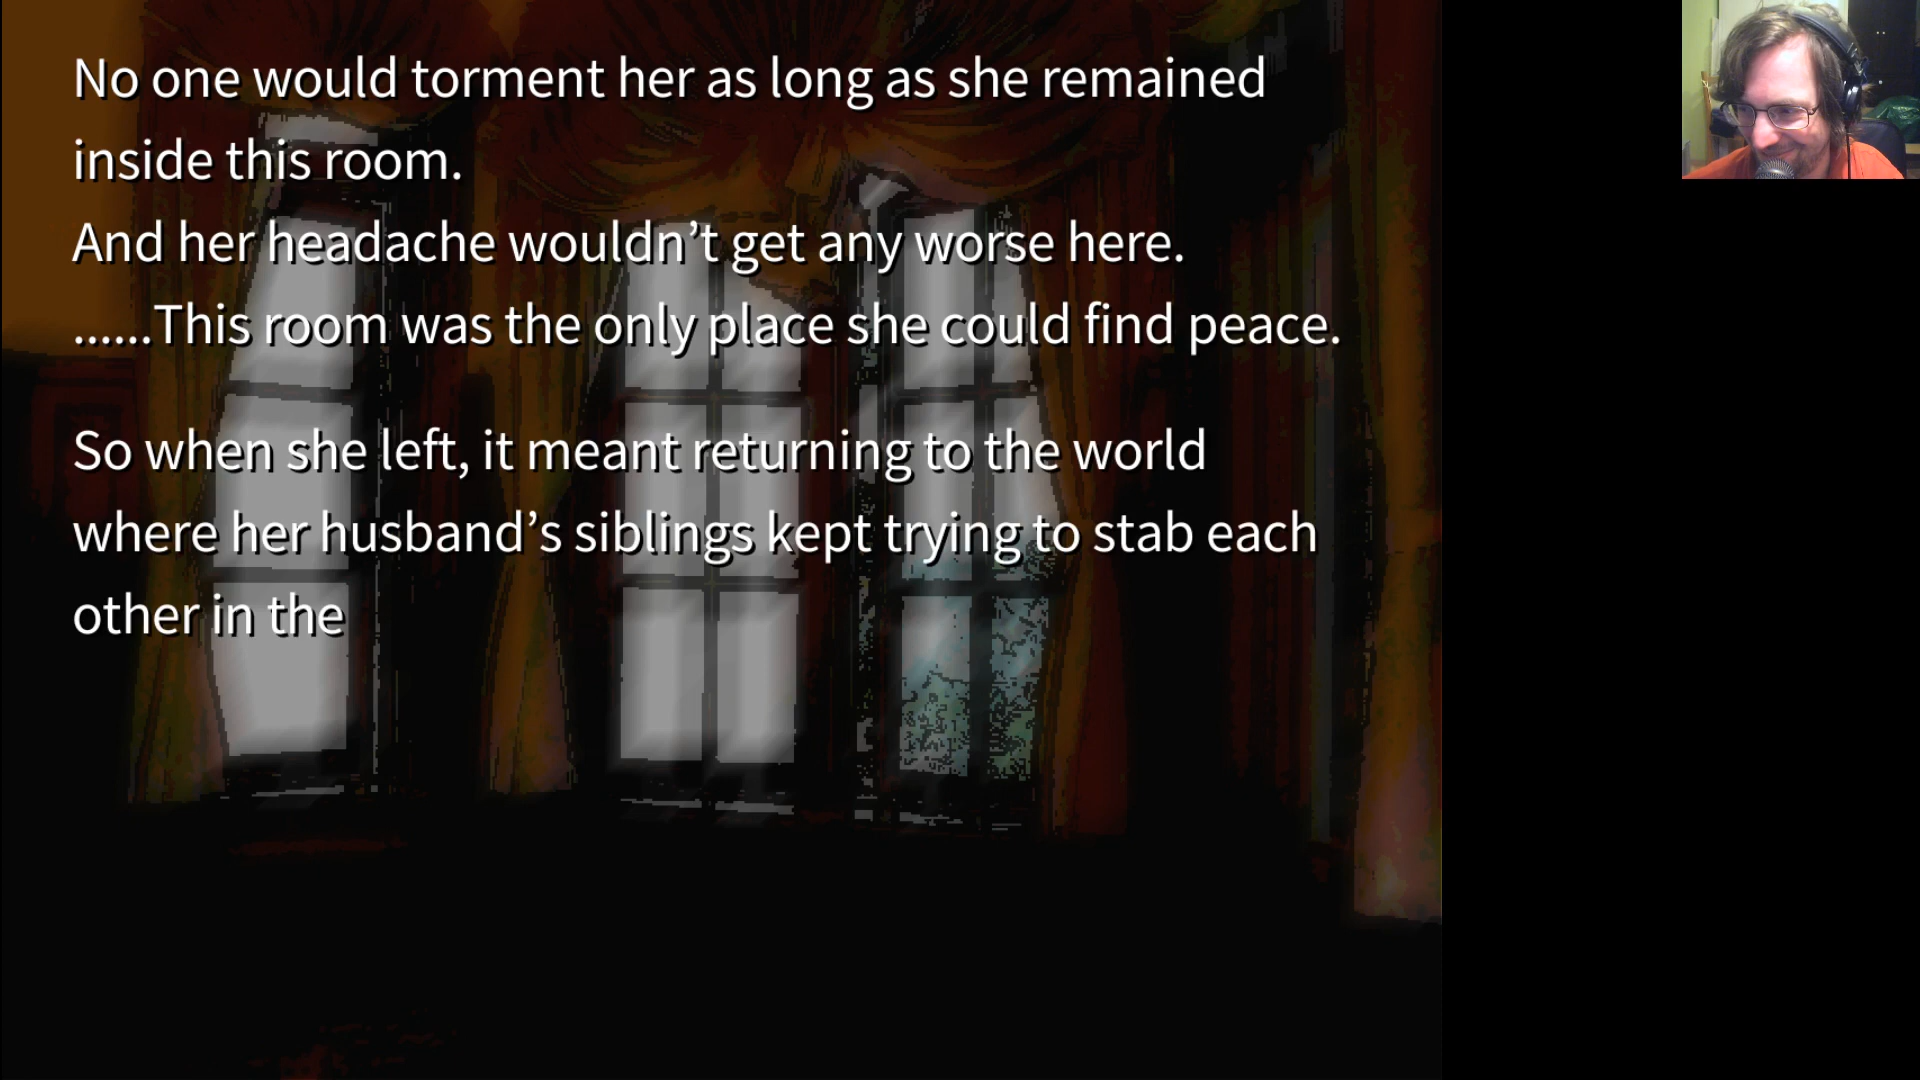 No one would torment her as long as she remained
inside this room.
And her headache wouldn’t get any worse here.
......This room was the only place she could find peace.
So when she left, it meant returning to the world
where her husband’s siblings kept trying to stab each
other in the